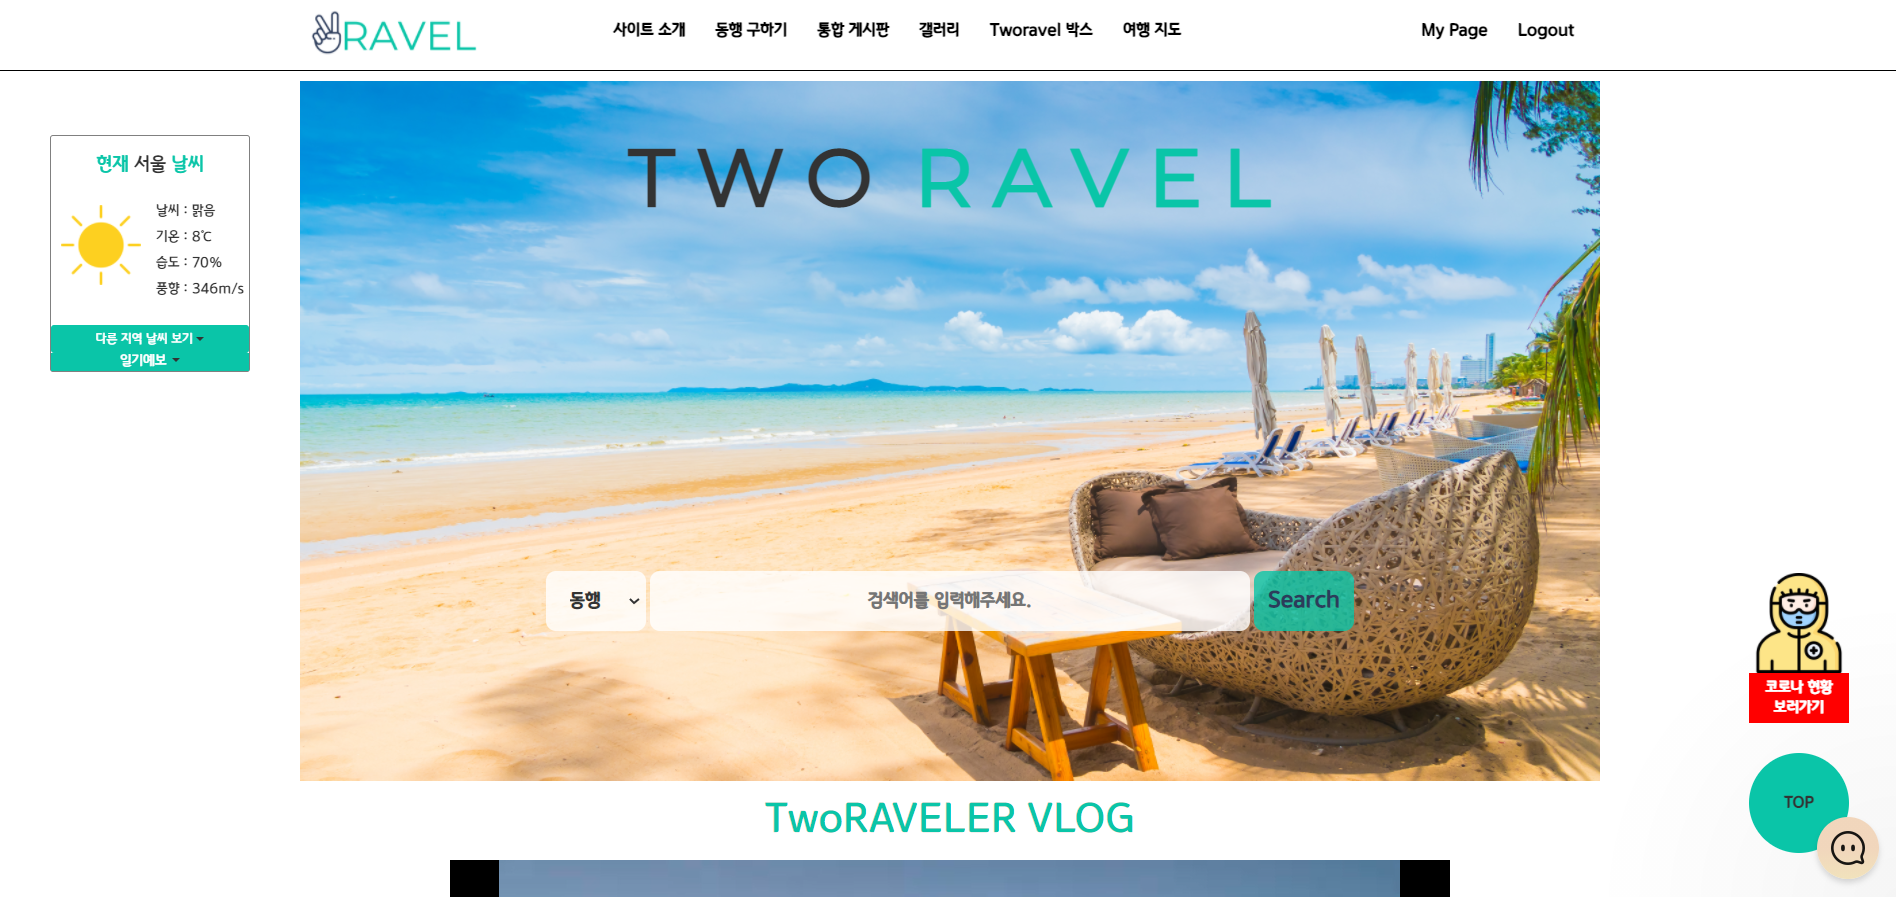 RAVEL
사이트 소개 동행 구하기 통합 게시판 갤러리 Tworavel 박스 여행 지도 My Page Logout
현재 서울 날씨
날씨 : 맑음
기온 : 8℃
습도 : 70%
풍향 : 346m/s
다른 지역 날씨 보기
일기예보
TWO RAVEL
동행 검색어를 입력해주세요. Search
코로나 현황
보러가기
TOP
TwoRAVELER VLOG